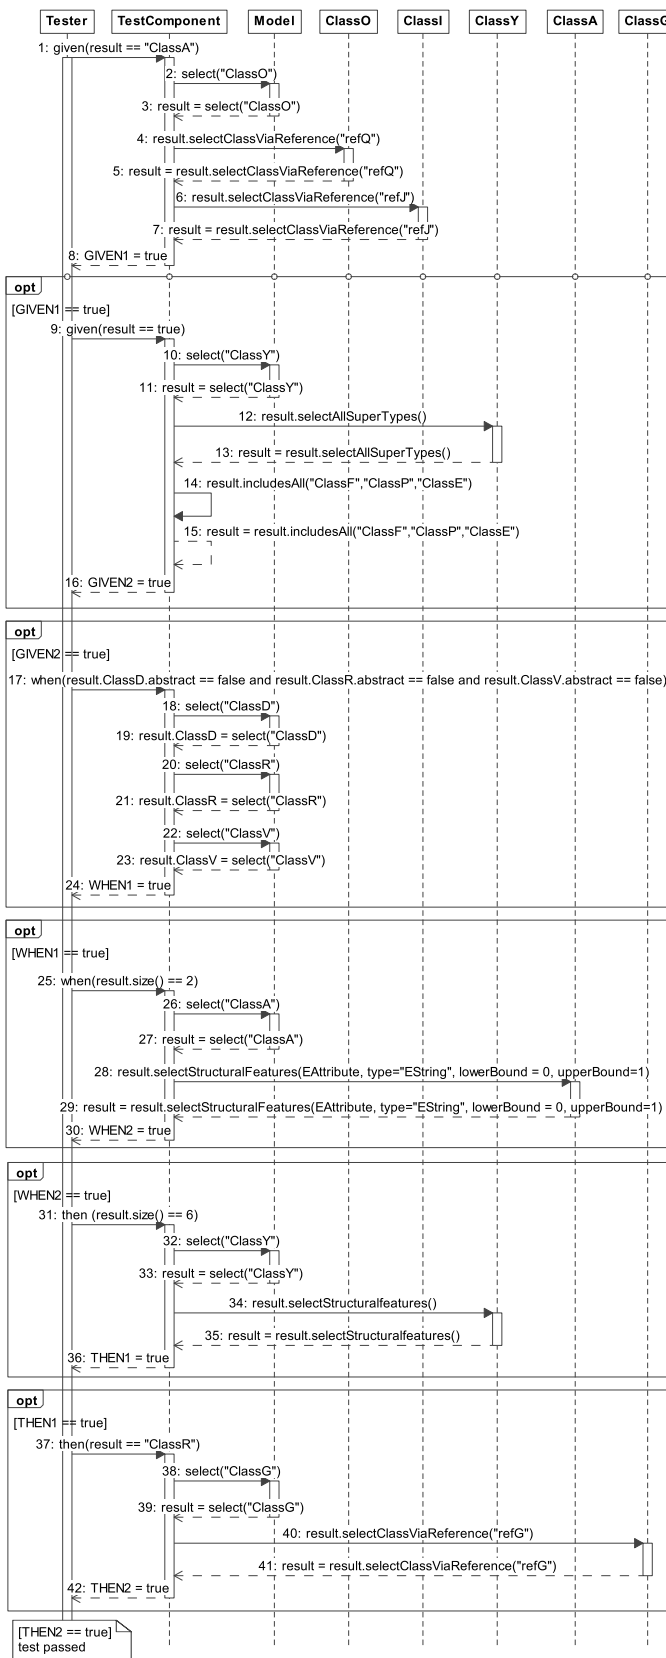 Tester TestComponent Model ClassO ClassI ClassY ClassA ClassG
1: given(result == "ClassA")
2: select("ClassO")
3: result = select("ClassO")
4: result.selectClassViaReference("refQ")
5: result = result.selectClassViaReference("refQ")
6: result.selectClassViaReference("refJ")
7: result = result.selectClassViaReference("refJ")
8: GIVEN1 = true
opt
[GIVEN1 == true]
9: given(result == true)
10: select("ClassY")
11: result = select("ClassY")
12: result.selectAllSuperTypes()
13: result = result.selectAllSuperTypes()
14: result.includesAll("ClassF","ClassP","ClassE")
15: result = result.includesAll("ClassF","ClassP","ClassE")
16: GIVEN2 = true
opt
[GIVEN2 == true]
17: when(result.ClassD.abstract == false and result.ClassR.abstract == false and result.ClassV.abstract == false)
18: select("ClassD")
19: result.ClassD = select("ClassD")
20: select("ClassR")
21: result.ClassR = select("ClassR")
22: select("ClassV")
23: result.ClassV = select("ClassV")
24: WHEN1 = true
opt
[WHEN1 == true]
25: when(result.size() == 2)
26: select("ClassA")
27: result = select("ClassA")
28: result.selectStructuralFeatures(EAttribute, type="EString", lowerBound = 0, upperBound=1)
29: result = result.selectStructuralFeatures(EAttribute, type="EString", lowerBound = 0, upperBound=1)
30: WHEN2 = true
opt
[WHEN2 == true]
31: then (result.size() == 6)
32: select("ClassY")
33: result = select("ClassY")
34: result.selectStructuralfeatures()
35: result = result.selectStructuralfeatures()
36: THEN1 = true
opt
[THEN1 == true]
37: then(result == "ClassR")
38: select("ClassG")
39: result = select("ClassG")
40: result.selectClassViaReference("refG")
41: result = result.selectClassViaReference("refG")
42: THEN2 = true
[THEN2 == true]
test passed